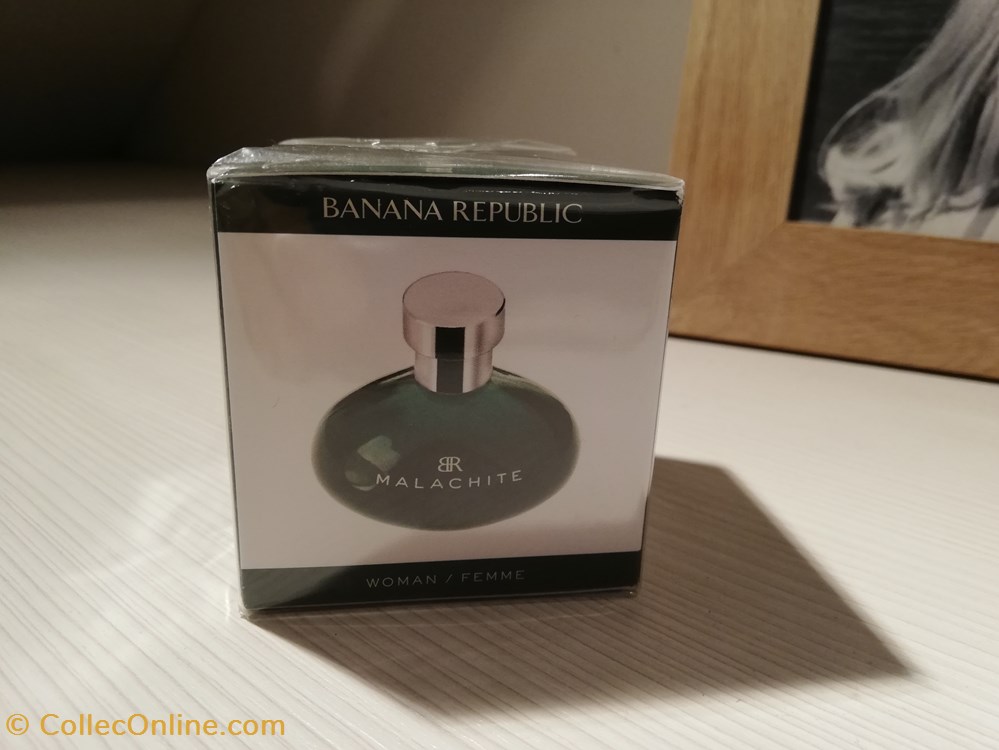 BANANA REPUBLIC
BR
MALACHITE
WOMAN / FEMME
© CollecOnline.com